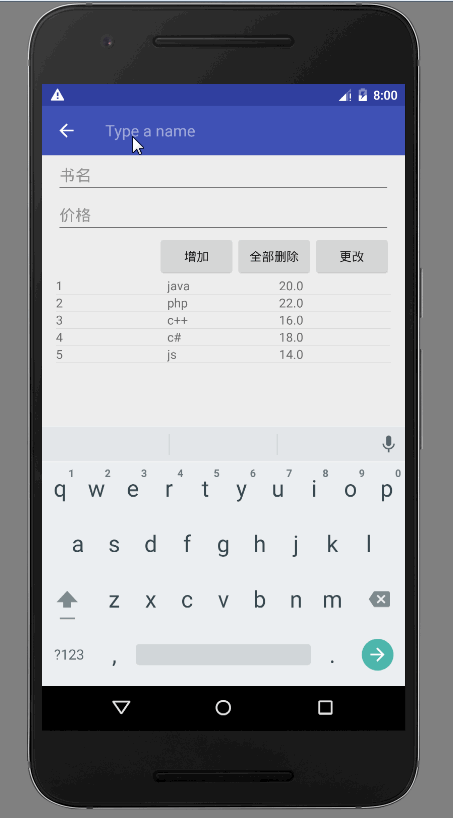 8:00
Type a name
书名
价格
增加 全部删除 更改
1 java 20.0
2 php 22.0
3 c++ 16.0
4 c# 18.0
5 js 14.0
1 2 3 4 5 6 7 8 9 0
q w e r t y u i o p
a s d f g h j k l
z x c v b n m
?123 , .